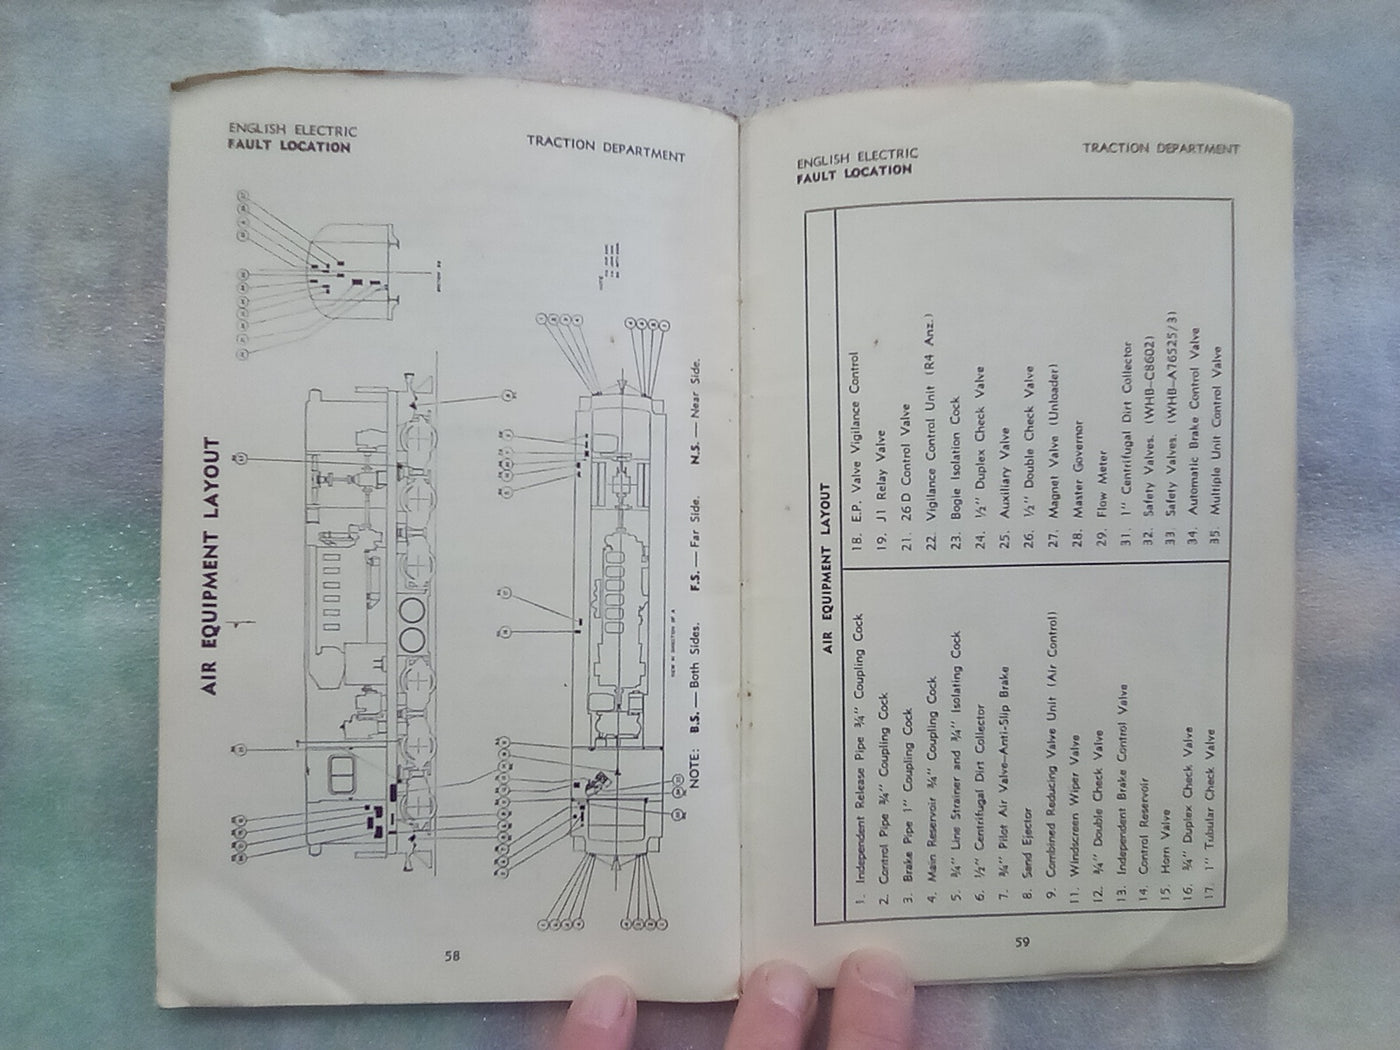 ENGLISH ELECTRIC
FAULT LOCATION
TRACTION DEPARTMENT
AIR EQUIPMENT LAYOUT
NOTE: B.S. — Both Sides. F.S. — Far Side. N.S. — Near Side.
58
ENGLISH ELECTRIC
FAULT LOCATION
TRACTION DEPARTMENT
AIR EQUIPMENT LAYOUT
1. Independent Release Pipe ¾" Coupling Cock
2. Control Pipe ¾" Coupling Cock
3. Brake Pipe 1" Coupling Cock
4. Main Reservoir ¾" Coupling Cock
5. ¾" Line Strainer and ¾" Isolating Cock
6. ½" Centrifugal Dirt Collector
7. ¾" Pilot Air Valve—Anti-Slip Brake
8. Sand Ejector
9. Combined Reducing Valve Unit (Air Control)
11. Windscreen Wiper Valve
12. ¾" Double Check Valve
13. Independent Brake Control Valve
14. Control Reservoir
15. Horn Valve
16. ¾" Duplex Check Valve
17. 1" Tubular Check Valve
18. E.P. Valve Vigilance Control
19. J1 Relay Valve
21. 26D Control Valve
22. Vigilance Control Unit (R4 Anz.)
23. Bogie Isolation Cock
24. ½" Duplex Check Valve
25. Auxiliary Valve
26. ½" Double Check Valve
27. Magnet Valve (Unloader)
28. Master Governor
29. Flow Meter
31. 1" Centrifugal Dirt Collector
32. Safety Valves. (WHB–C8602)
33. Safety Valves. (WHB–A76525/3)
34. Automatic Brake Control Valve
35. Multiple Unit Control Valve
59